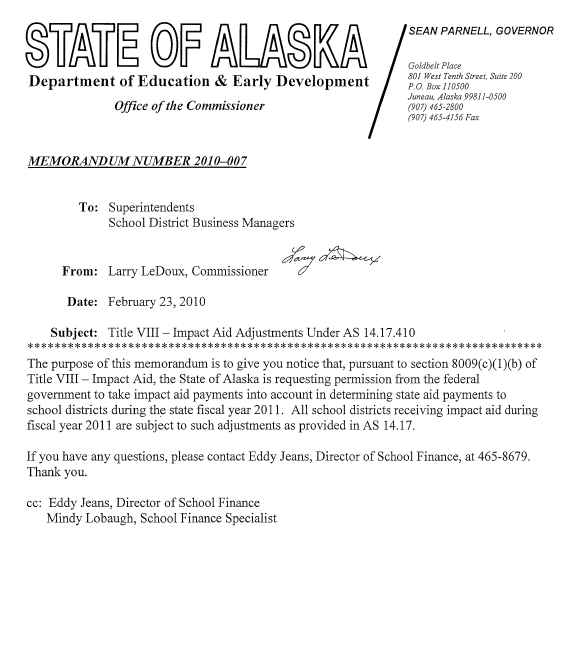 STATE OF ALASKA
Department of Education & Early Development
Office of the Commissioner
SEAN PARNELL, GOVERNOR
Goldbelt Place
801 West Tenth Street, Suite 200
P.O. Box 110500
Juneau, Alaska 99811-0500
(907) 465-2800
(907) 465-4156 Fax
MEMORANDUM NUMBER 2010–007
To: Superintendents
School District Business Managers
Larry LeDoux
From: Larry LeDoux, Commissioner
Date: February 23, 2010
Subject: Title VIII – Impact Aid Adjustments Under AS 14.17.410
********************************************************************************
The purpose of this memorandum is to give you notice that, pursuant to section 8009(c)(1)(b) of
Title VIII – Impact Aid, the State of Alaska is requesting permission from the federal
government to take impact aid payments into account in determining state aid payments to
school districts during the state fiscal year 2011.  All school districts receiving impact aid during
fiscal year 2011 are subject to such adjustments as provided in AS 14.17.
If you have any questions, please contact Eddy Jeans, Director of School Finance, at 465-8679.
Thank you.
cc: Eddy Jeans, Director of School Finance
Mindy Lobaugh, School Finance Specialist